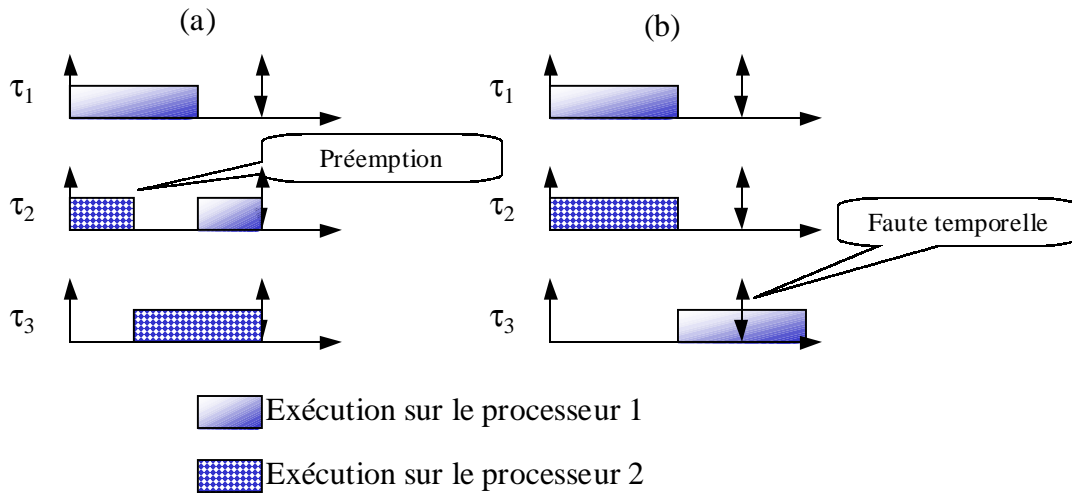 (a)
(b)
τ1
τ1
Préemption
τ2
τ2
Faute temporelle
τ3
τ3
Exécution sur le processeur 1
Exécution sur le processeur 2